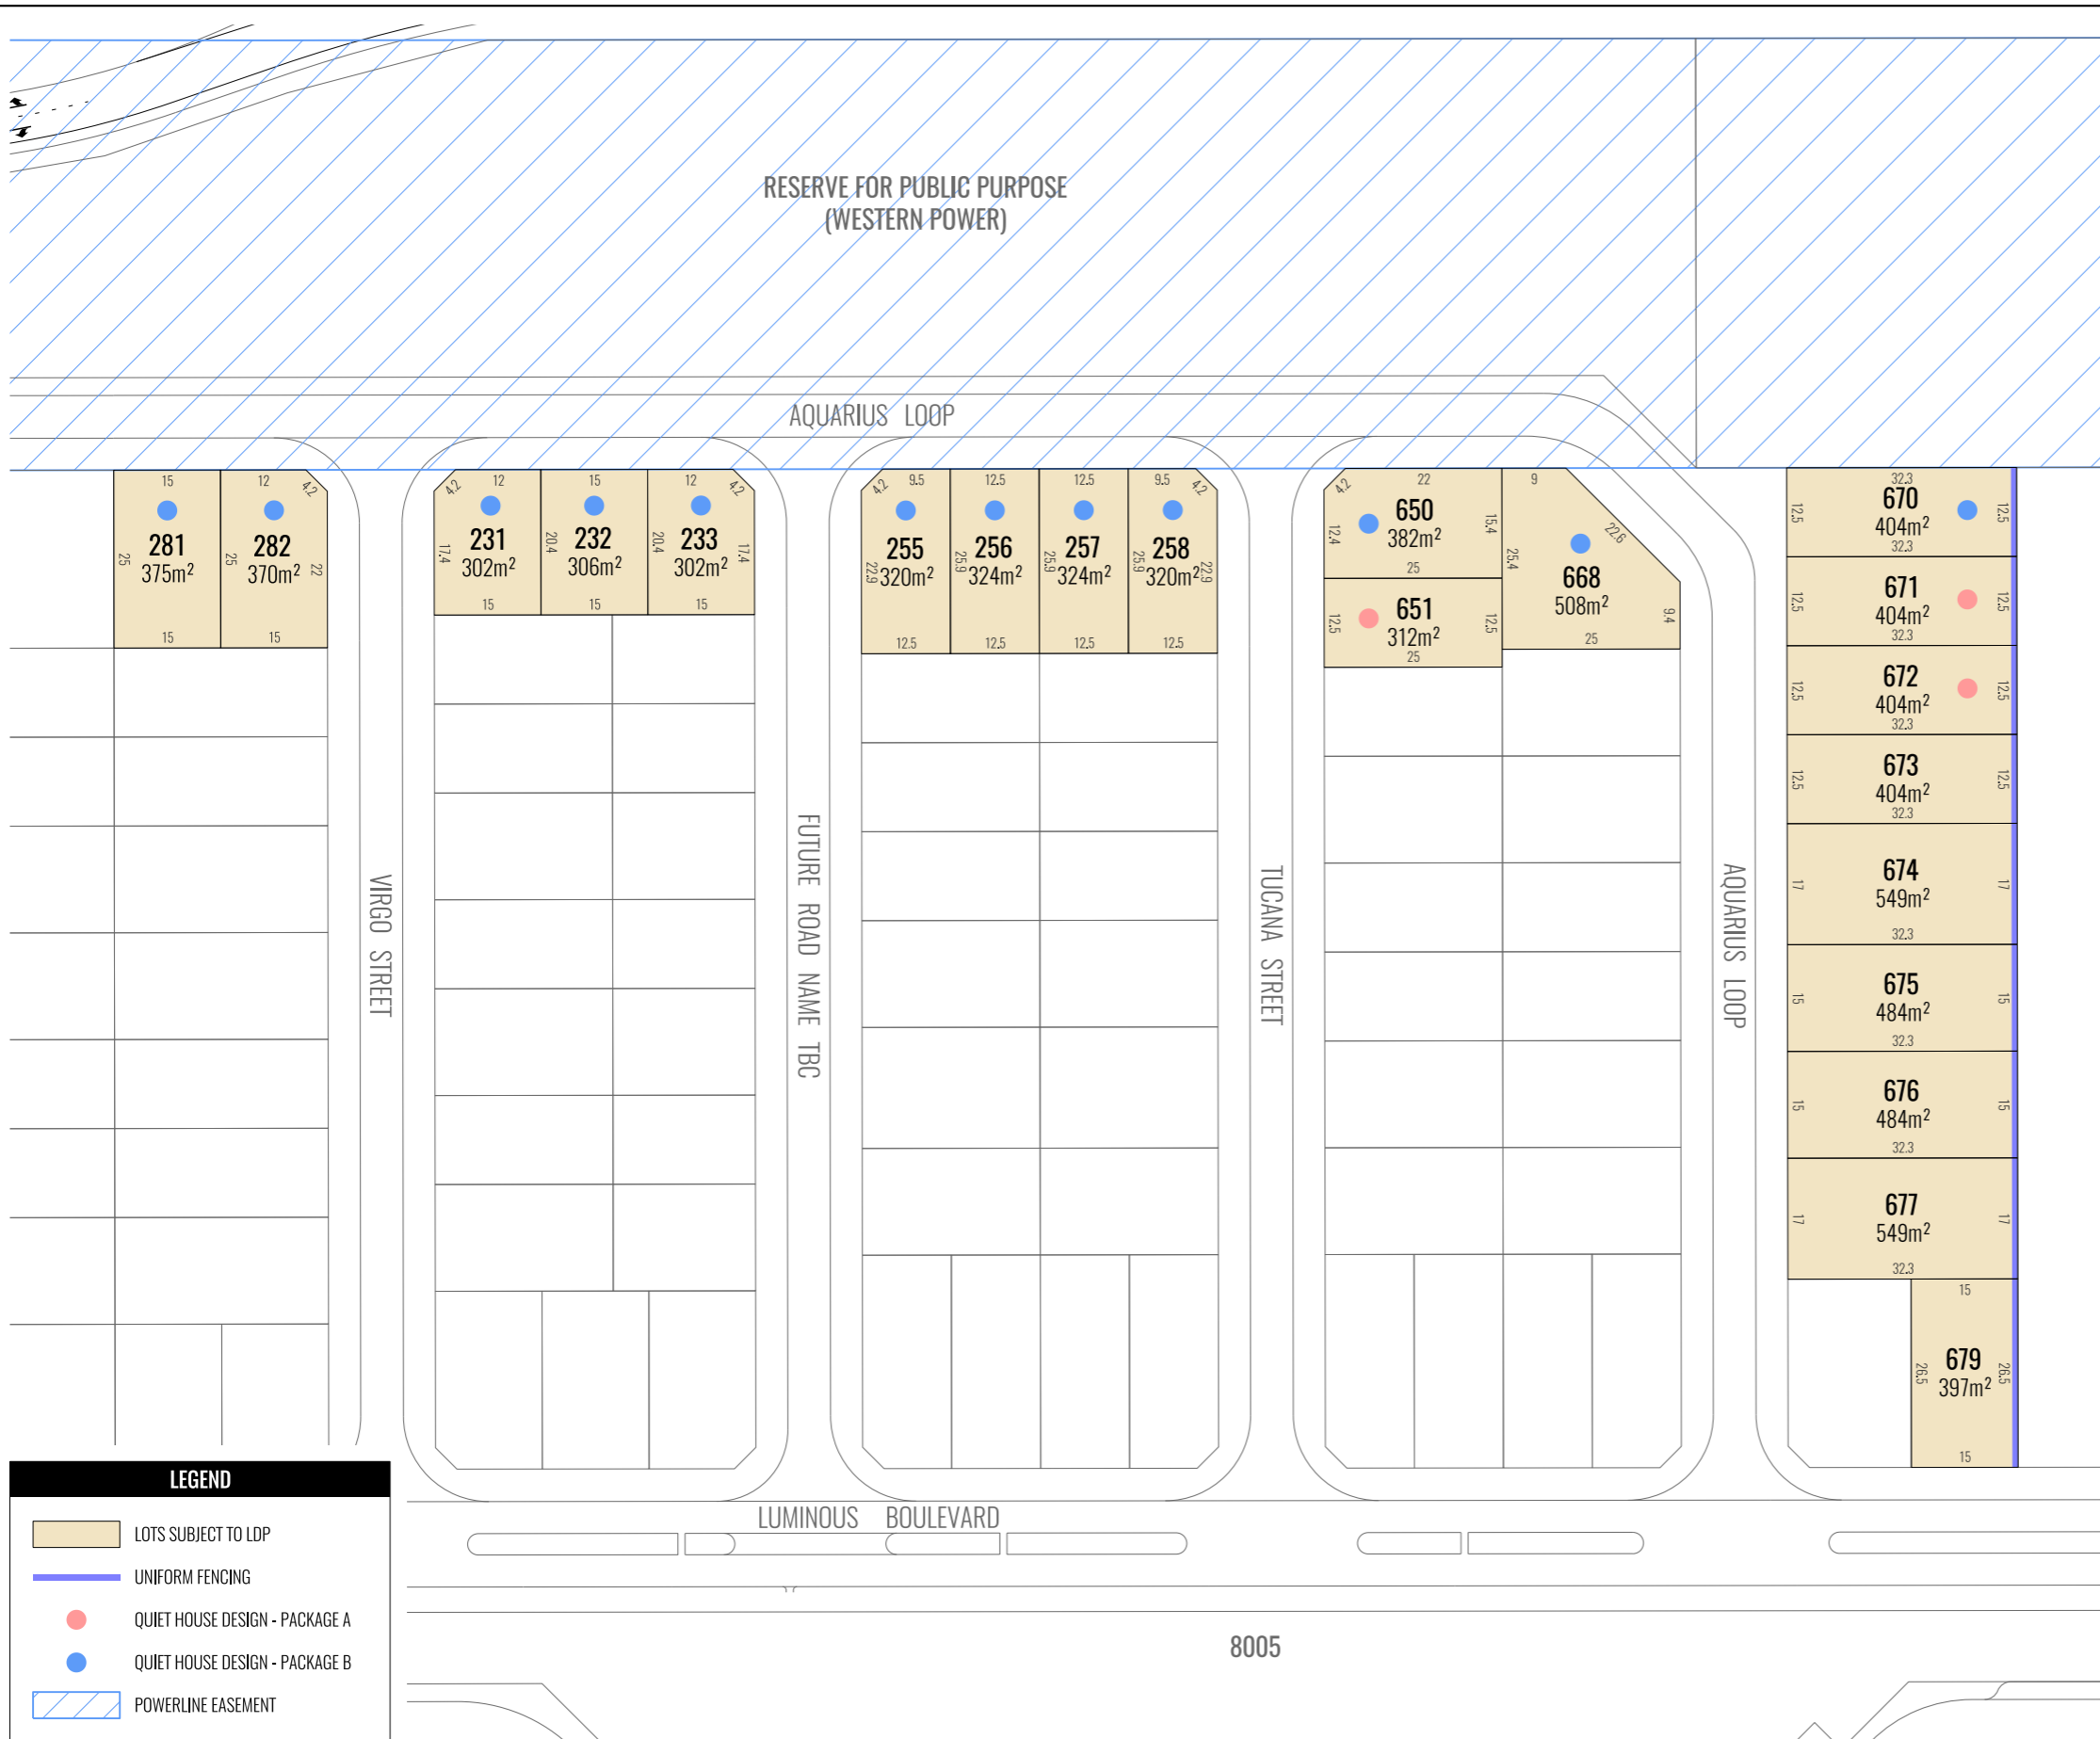 RESERVE FOR PUBLIC PURPOSE
(WESTERN POWER)
AQUARIUS LOOP
15
281
375m²
25
15
12
4.2
282
370m²
25
22
15
4.2
12
231
302m²
17.4
15
15
232
306m²
20.4
15
12
4.2
233
302m²
20.4
17.4
15
4.2
9.5
255
320m²
22.9
12.5
12.5
256
324m²
25.9
12.5
12.5
257
324m²
25.9
12.5
9.5
4.2
258
320m²
25.9
22.9
12.5
4.2
22
650
382m²
12.4
15.4
25
651
312m²
12.5
12.5
25
9
22.6
668
508m²
25.4
9.4
25
32.3
670
404m²
12.5
12.5
32.3
671
404m²
12.5
12.5
32.3
672
404m²
12.5
12.5
32.3
673
404m²
12.5
12.5
32.3
674
549m²
17
17
32.3
675
484m²
15
15
32.3
676
484m²
15
15
32.3
677
549m²
17
17
32.3
15
679
397m²
26.5
26.5
15
VIRGO STREET
FUTURE ROAD NAME TBC
TUCANA STREET
AQUARIUS LOOP
LUMINOUS BOULEVARD
8005
LEGEND
LOTS SUBJECT TO LDP
UNIFORM FENCING
QUIET HOUSE DESIGN - PACKAGE A
QUIET HOUSE DESIGN - PACKAGE B
POWERLINE EASEMENT